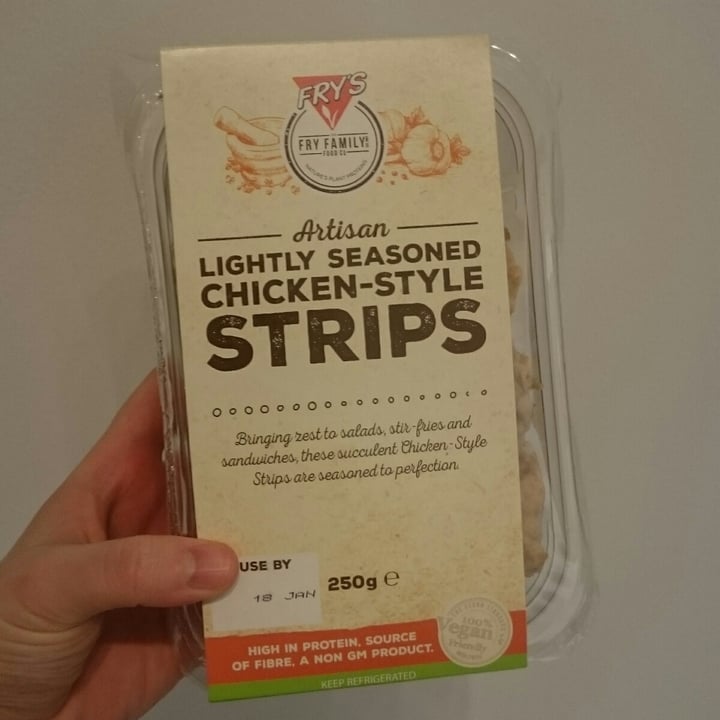 FRY'S
THE
FRY FAMILY
FOOD CO.
NATURE'S PLANT PROTEINS
Artisan
LIGHTLY SEASONED
CHICKEN-STYLE
STRIPS
Bringing zest to salads, stir-fries and
sandwiches, these succulent Chicken-Style
Strips are seasoned to perfection.
USE BY
18 JAN
250g e
100%
Vegan
Friendly
HIGH IN PROTEIN, SOURCE
OF FIBRE, A NON GM PRODUCT.
KEEP REFRIGERATED